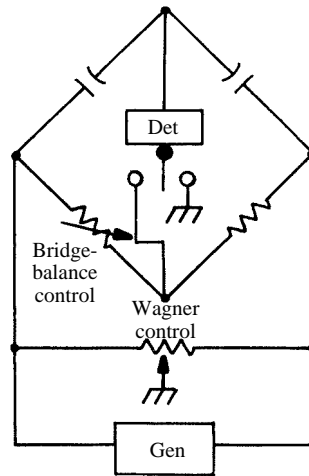 Det
Bridge-
balance
control
Wagner
control
Gen